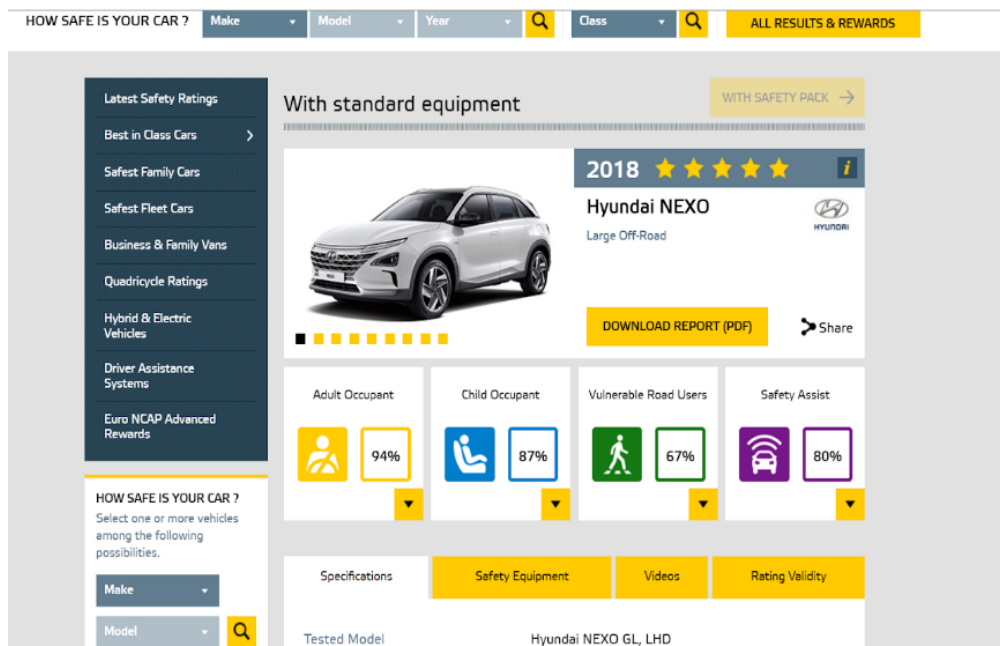 HOW SAFE IS YOUR CAR ?
Make
Model
Year
Class
ALL RESULTS & REWARDS
Latest Safety Ratings
Best in Class Cars
Safest Family Cars
Safest Fleet Cars
Business & Family Vans
Quadricycle Ratings
Hybrid & Electric
Vehicles
Driver Assistance
Systems
Euro NCAP Advanced
Rewards
HOW SAFE IS YOUR CAR ?
Select one or more vehicles
among the following
possibilities.
Make
Model
With standard equipment
WITH SAFETY PACK
2018
i
Hyundai NEXO
HYUNDAI
Large Off-Road
DOWNLOAD REPORT (PDF)
Share
Adult Occupant
94%
Child Occupant
87%
Vulnerable Road Users
67%
Safety Assist
80%
Specifications
Safety Equipment
Videos
Rating Validity
Tested Model
Hyundai NEXO GL, LHD